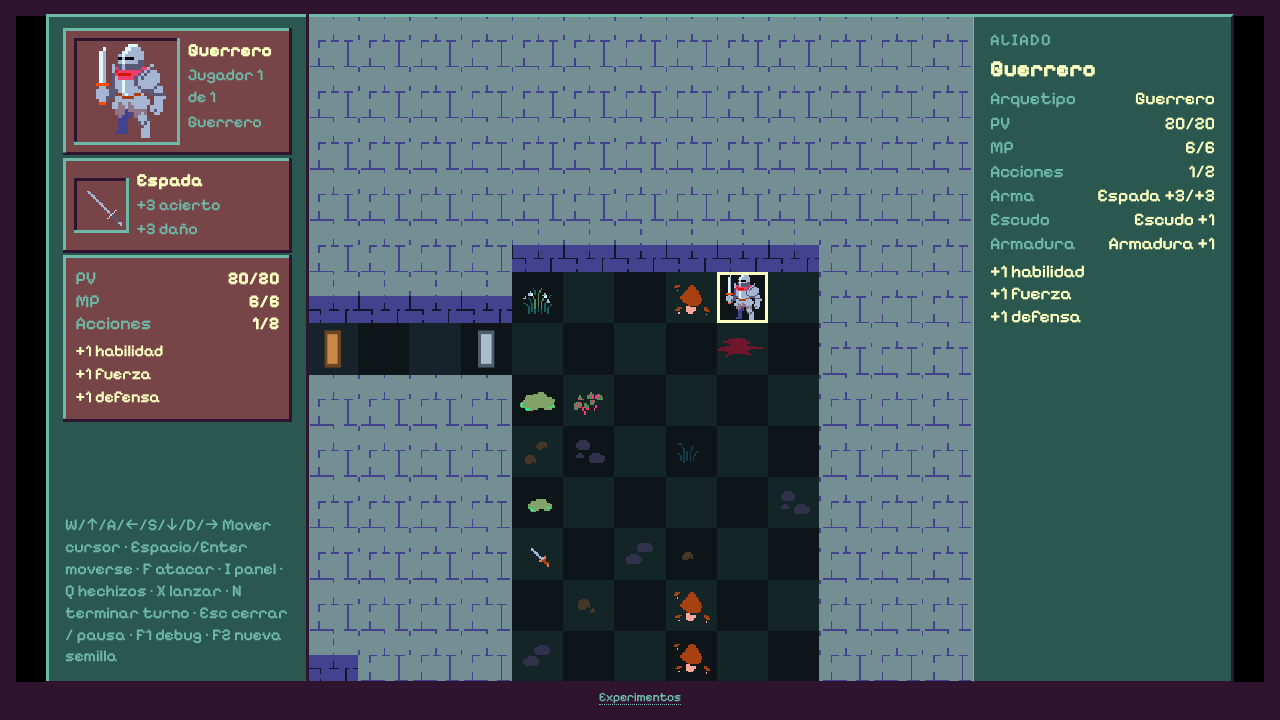 Guerrero
Jugador 1
de 1
Guerrero
Espada
+3 acierto
+3 daño
PV 80/80
MP 6/6
Acciones 1/2
+1 habilidad
+1 fuerza
+1 defensa
W/↑/A/←/S/↓/D/→ Mover
cursor · Espacio/Enter
moverse · F atacar · I panel ·
Q hechizos · X lanzar · N
terminar turno · Esc cerrar
/ pausa · F1 debug · F2 nueva
semilla
ALIADO
Guerrero
Arquetipo Guerrero
PV 20/20
MP 6/6
Acciones 1/2
Arma Espada +3/+3
Escudo Escudo +1
Armadura Armadura +1
+1 habilidad
+1 fuerza
+1 defensa
Experimentos